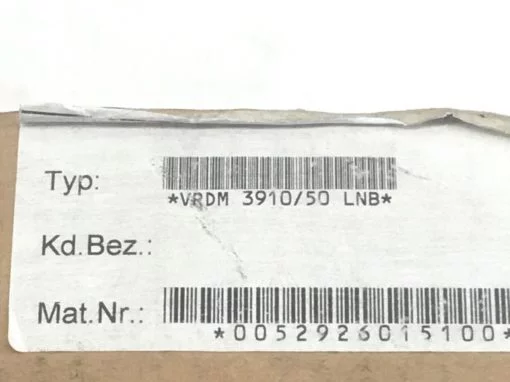 Typ:
*VRDM 3910/50 LNB*
Kd.Bez.:
Mat.Nr.:
*0052926015100*